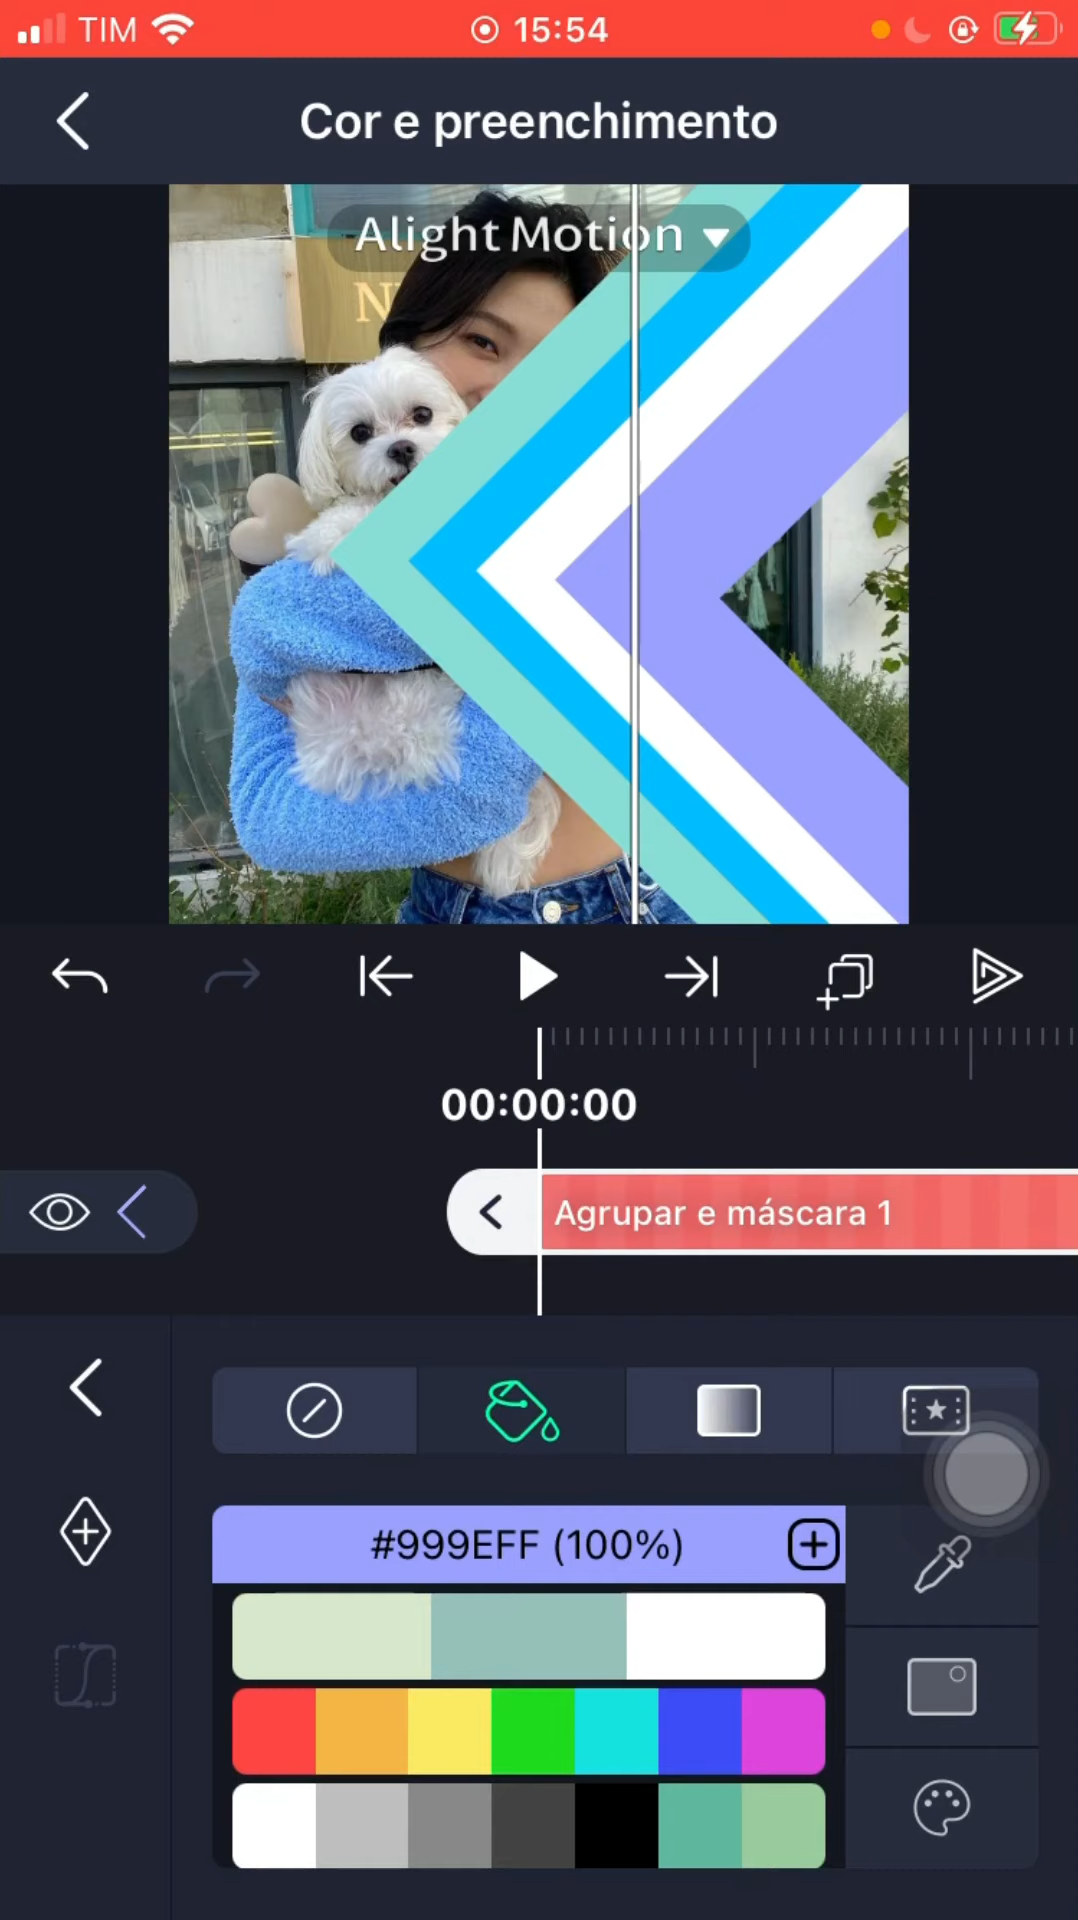 TIM 15:54
Cor e preenchimento
Alight Motion
N
00:00:00
Agrupar e máscara 1
#999EFF (100%)